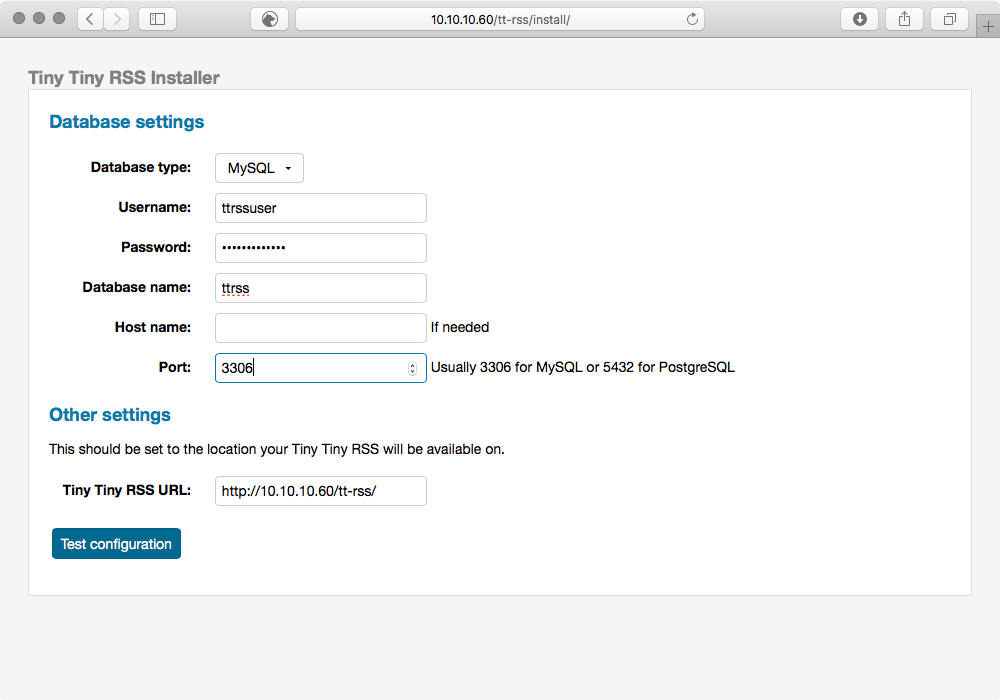 10.10.10.60/tt-rss/install/
Tiny Tiny RSS Installer
Database settings
Database type: MySQL
Username: ttrssuser
Password: •••••••••••••
Database name: ttrss
Host name: If needed
Port: 3306 Usually 3306 for MySQL or 5432 for PostgreSQL
Other settings
This should be set to the location your Tiny Tiny RSS will be available on.
Tiny Tiny RSS URL: http://10.10.10.60/tt-rss/
Test configuration